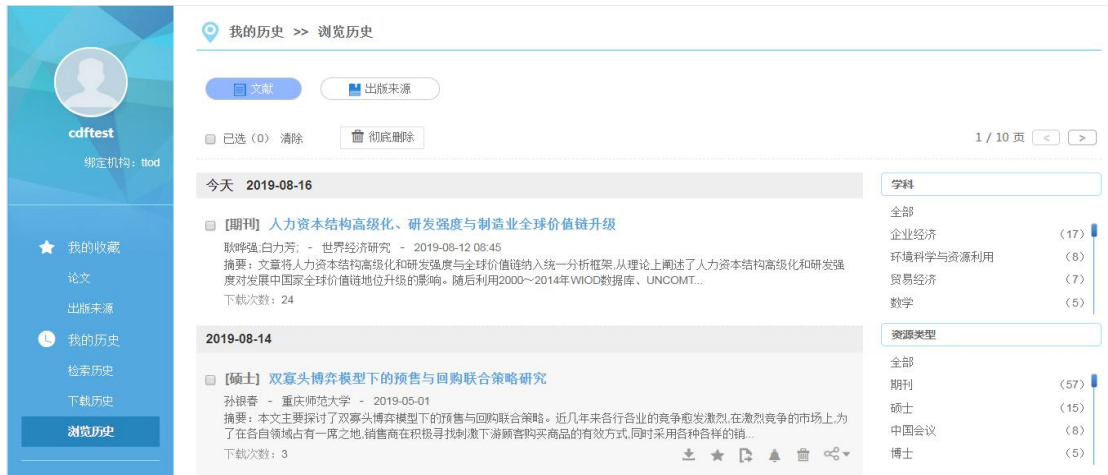 cdftest
绑定机构：ttod
我的收藏
论文
出版来源
我的历史
检索历史
下载历史
浏览历史
我的历史 >> 浏览历史
文献
出版来源
已选（0） 清除
彻底删除
1 / 10 页 < >
今天 2019-08-16
[期刊] 人力资本结构高级化、研发强度与制造业全球价值链升级
耿晔强;白力芳; - 世界经济研究 - 2019-08-12 08:45
摘要：文章将人力资本结构高级化和研发强度与全球价值链纳入统一分析框架,从理论上阐述了人力资本结构高级化和研发强
度对发展中国家全球价值链地位升级的影响。随后利用2000～2014年WIOD数据库、UNCOMT...
下载次数：24
2019-08-14
[硕士] 双寡头博弈模型下的预售与回购联合策略研究
孙银春 - 重庆师范大学 - 2019-05-01
摘要：本文主要探讨了双寡头博弈模型下的预售与回购联合策略。近几年来各行各业的竞争愈发激烈,在激烈竞争的市场上,为
了在各自领域占有一席之地,销售商在积极寻找刺激下游顾客购买商品的有效方式,同时采用各种各样的销...
下载次数：3
学科
全部
企业经济 （17）
环境科学与资源利用 （8）
贸易经济 （7）
数学 （5）
资源类型
全部
期刊 （57）
硕士 （15）
中国会议 （8）
博士 （5）